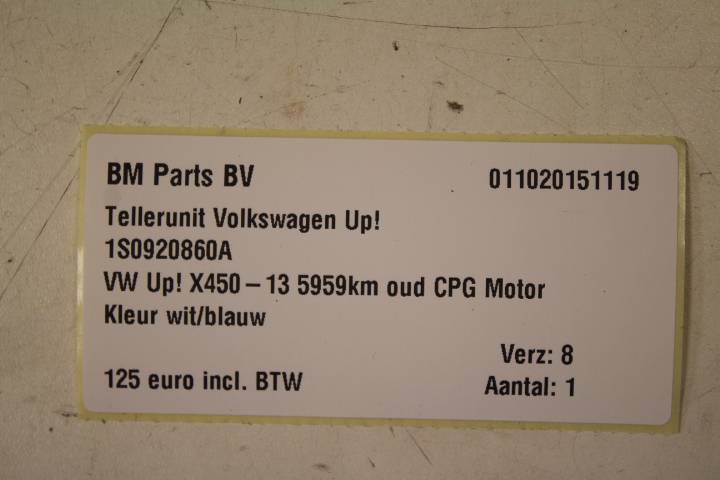 BM Parts BV 011020151119
Tellerunit Volkswagen Up!
1S0920860A
VW Up! X450 – 13 5959km oud CPG Motor
Kleur wit/blauw
Verz: 8
125 euro incl. BTW Aantal: 1